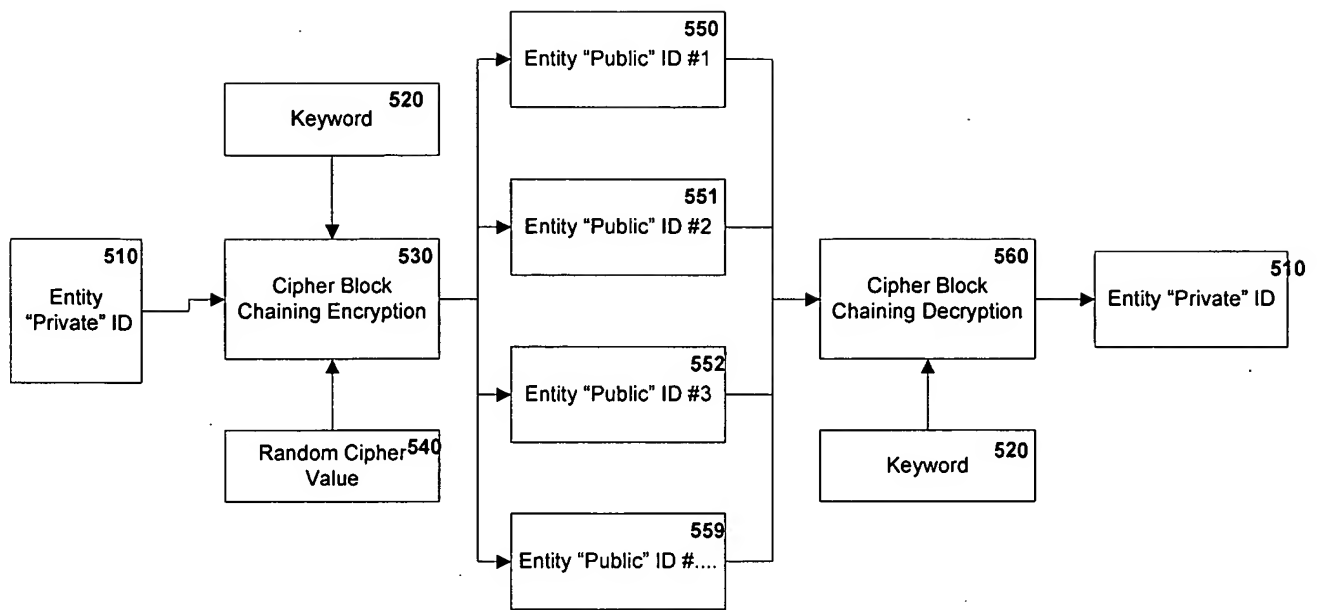 550
Entity “Public” ID #1
520
Keyword
551
Entity “Public” ID #2
510
Entity
“Private” ID
530
Cipher Block
Chaining Encryption
560
Cipher Block
Chaining Decryption
510
Entity “Private” ID
552
Entity “Public” ID #3
540
Random Cipher
Value
520
Keyword
559
Entity “Public” ID #....